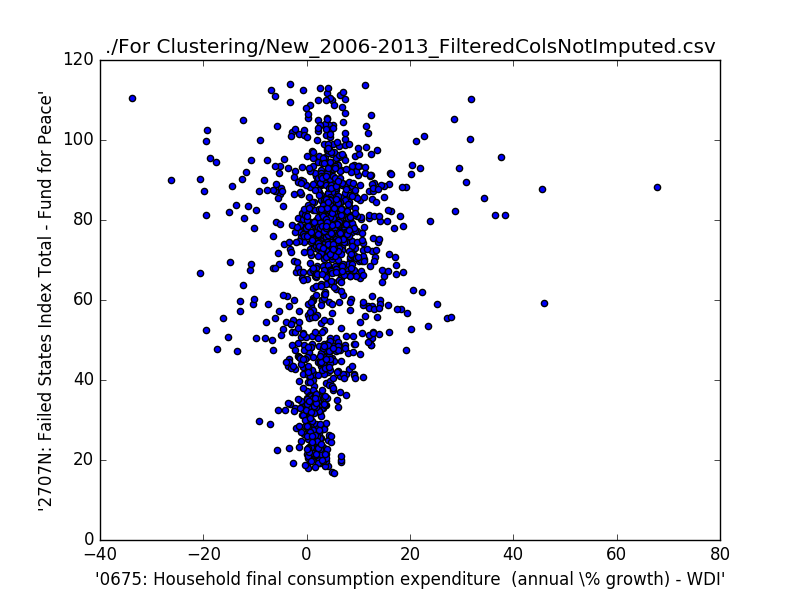 ./For Clustering/New_2006-2013_FilteredColsNotImputed.csv
'2707N: Failed States Index Total - Fund for Peace'
120
100
80
60
40
20
0
−40 −20 0 20 40 60 80
'0675: Household final consumption expenditure  (annual \% growth) - WDI'